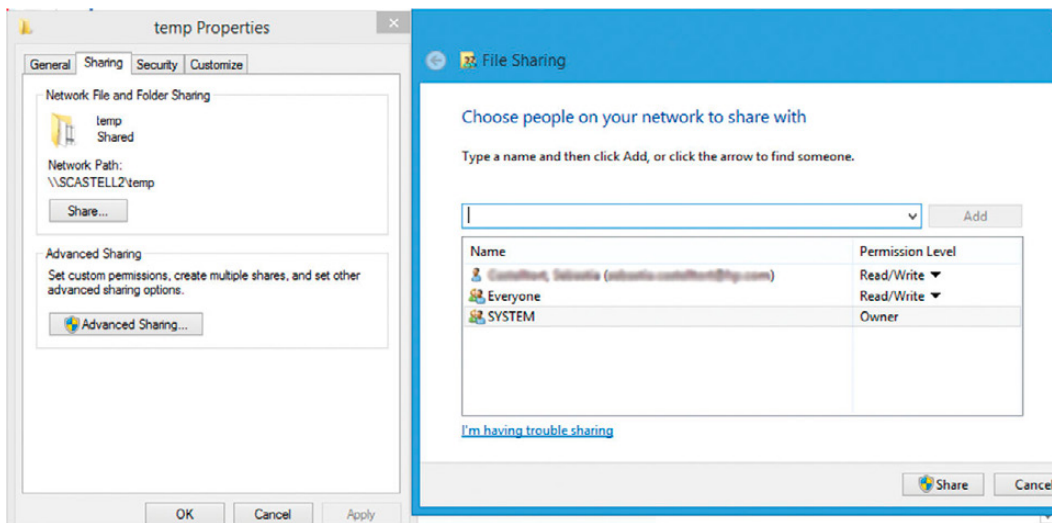 temp Properties
General
Sharing
Security
Customize
Network File and Folder Sharing
temp
Shared
Network Path:
\\SCASTELL2\temp
Share...
Advanced Sharing
Set custom permissions, create multiple shares, and set other
advanced sharing options.
Advanced Sharing...
OK
Cancel
Apply
File Sharing
Choose people on your network to share with
Type a name and then click Add, or click the arrow to find someone.
Add
Name Permission Level
Read/Write
Everyone Read/Write
SYSTEM Owner
I'm having trouble sharing
Share
Cancel